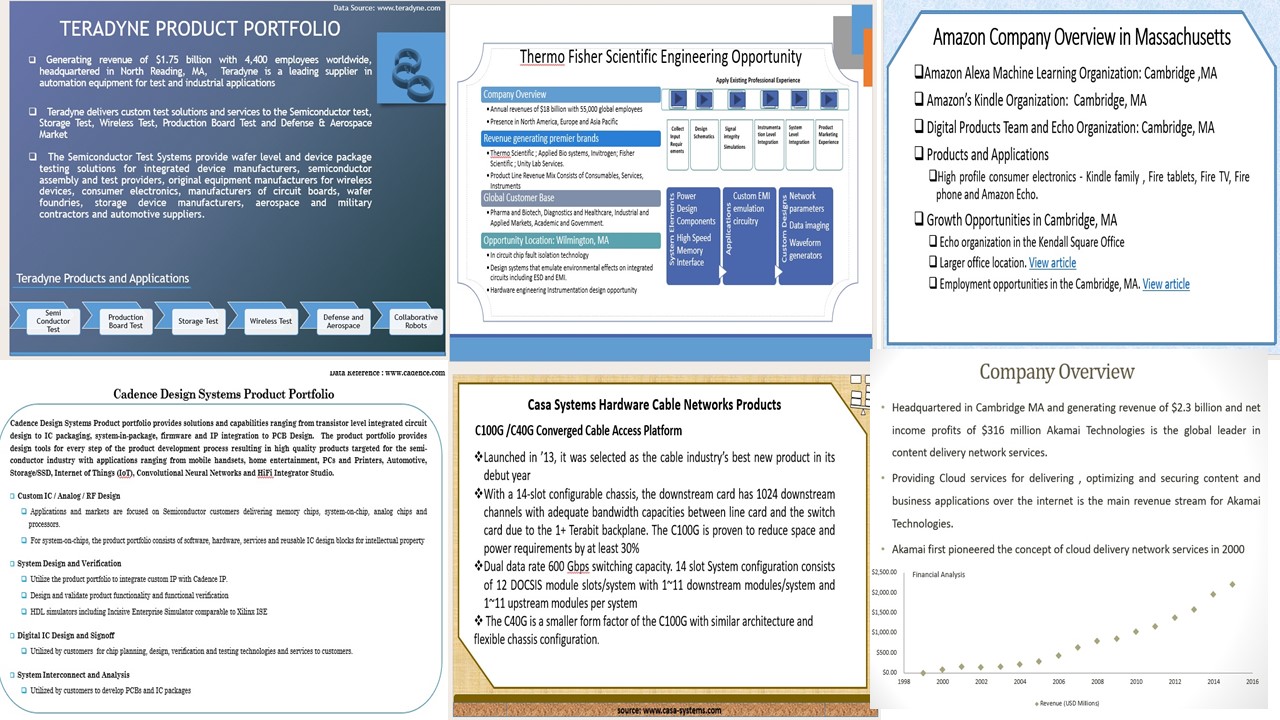 Data Source: www.teradyne.com
TERADYNE PRODUCT PORTFOLIO
Generating revenue of $1.75 billion with 4,400 employees worldwide,
headquartered in North Reading, MA, Teradyne is a leading supplier in
automation equipment for test and industrial applications
Teradyne delivers custom test solutions and services to the Semiconductor test,
Storage Test, Wireless Test, Production Board Test and Defense & Aerospace
Market
The Semiconductor Test Systems provide wafer level and device package
testing solutions for integrated device manufacturers, semiconductor
assembly and test providers, original equipment manufacturers for wireless
devices, consumer electronics, manufacturers of circuit boards, wafer
foundries, storage device manufacturers, aerospace and military
contractors and automotive suppliers.
Teradyne Products and Applications
Semi
Conductor
Test
Production
Board Test
Storage Test
Wireless Test
Defense and
Aerospace
Collaborative
Robots
Thermo Fisher Scientific Engineering Opportunity
Apply Existing Professional Experience
Company Overview
• Annual revenues of $18 billion with 55,000 global employees
• Presence in North America, Europe and Asia Pacific
Revenue generating premier brands
• Thermo Scientific ; Applied Bio systems, Invitrogen; Fisher
Scientific ; Unity Lab Services.
• Product Line Revenue Mix Consists of Consumables, Services,
Instruments
Global Customer Base
• Pharma and Biotech, Diagnostics and Healthcare, Industrial and
Applied Markets, Academic and Government.
Opportunity Location: Wilmington, MA
• In circuit chip fault isolation technology
• Design systems that emulate environmental effects on integrated
circuits including ESD and EMI.
• Hardware engineering Instrumentation design opportunity
Collect
Input
Requir
ements
Design
Schematics
Signal
integrity
Simulations
Instrumenta
tion Level
Integration
System
Level
Integration
Product
Marketing
Experience
System Elements
Power
Design
Components
High Speed
Memory
Interface
Applications
Custom EMI
emulation
circuitry
Custom Designs
Network
parameters
Data imaging
Waveform
generators
Amazon Company Overview in Massachusetts
Amazon Alexa Machine Learning Organization: Cambridge ,MA
Amazon's Kindle Organization: Cambridge, MA
Digital Products Team and Echo Organization: Cambridge, MA
Products and Applications
High profile consumer electronics - Kindle family , Fire tablets, Fire TV, Fire
phone and Amazon Echo.
Growth Opportunities in Cambridge, MA
Echo organization in the Kendall Square Office
Larger office location. View article
Employment opportunities in the Cambridge, MA. View article
Data Reference : www.cadence.com
Cadence Design Systems Product Portfolio
Cadence Design Systems Product portfolio provides solutions and capabilities ranging from transistor level integrated circuit
design to IC packaging, system-in-package, firmware and IP integration to PCB Design. The product portfolio provides
design tools for every step of the product development process resulting in high quality products targeted for the semi-
conductor industry with applications ranging from mobile handsets, home entertainment, PCs and Printers, Automotive,
Storage/SSD, Internet of Things (IoT), Convolutional Neural Networks and HiFi Integrator Studio.
Custom IC / Analog / RF Design
Applications and markets are focused on Semiconductor customers delivering memory chips, system-on-chip, analog chips and
processors.
For system-on-chips, the product portfolio consists of software, hardware, services and reusable IC design blocks for intellectual property
System Design and Verification
Utilize the product portfolio to integrate custom IP with Cadence IP.
Design and validate product functionality and functional verification
HDL simulators including Incisive Enterprise Simulator comparable to Xilinx ISE
Digital IC Design and Signoff
Utilized by customers for chip planning, design, verification and testing technologies and services to customers.
System Interconnect and Analysis
Utilized by customers to develop PCBs and IC packages
Casa Systems Hardware Cable Networks Products
C100G /C40G Converged Cable Access Platform
❖Launched in '13, it was selected as the cable industry's best new product in its
debut year
❖With a 14-slot configurable chassis, the downstream card has 1024 downstream
channels with adequate bandwidth capacities between line card and the switch
card due to the 1+ Terabit backplane. The C100G is proven to reduce space and
power requirements by at least 30%
❖Dual data rate 600 Gbps switching capacity. 14 slot System configuration consists
of 12 DOCSIS module slots/system with 1~11 downstream modules/system and
1~11 upstream modules per system
❖ The C40G is a smaller form factor of the C100G with similar architecture and
flexible chassis configuration.
source: www.casa-systems.com
Company Overview
• Headquartered in Cambridge MA and generating revenue of $2.3 billion and net
income profits of $316 million Akamai Technologies is the global leader in
content delivery network services.
• Providing Cloud services for delivering , optimizing and securing content and
business applications over the internet is the main revenue stream for Akamai
Technologies.
• Akamai first pioneered the concept of cloud delivery network services in 2000
Financial Analysis
$2,500.00
$2,000.00
$1,500.00
$1,000.00
$500.00
$0.00
1998 2000 2002 2004 2006 2008 2010 2012 2014 2016
Revenue (USD Millions)